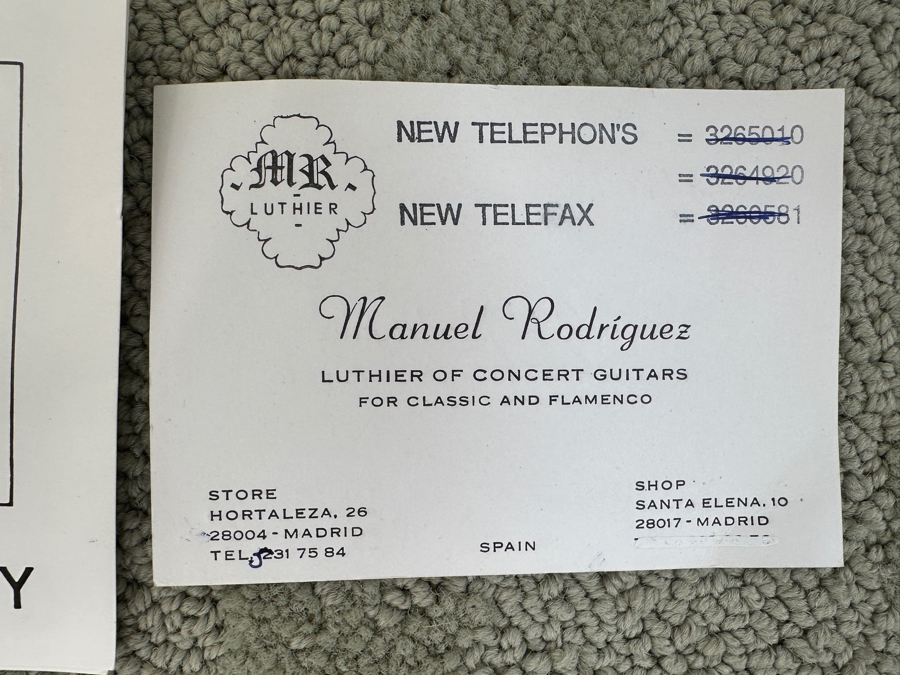 MR
LUTHIER
NEW TELEPHON'S = 3265010
= 3264920
NEW TELEFAX = 3260581
Manuel Rodríguez
LUTHIER OF CONCERT GUITARS
FOR CLASSIC AND FLAMENCO
STORE
HORTALEZA, 26
28004 - MADRID
TEL. 5231 75 84
SPAIN
SHOP
SANTA ELENA, 10
28017 - MADRID
Y